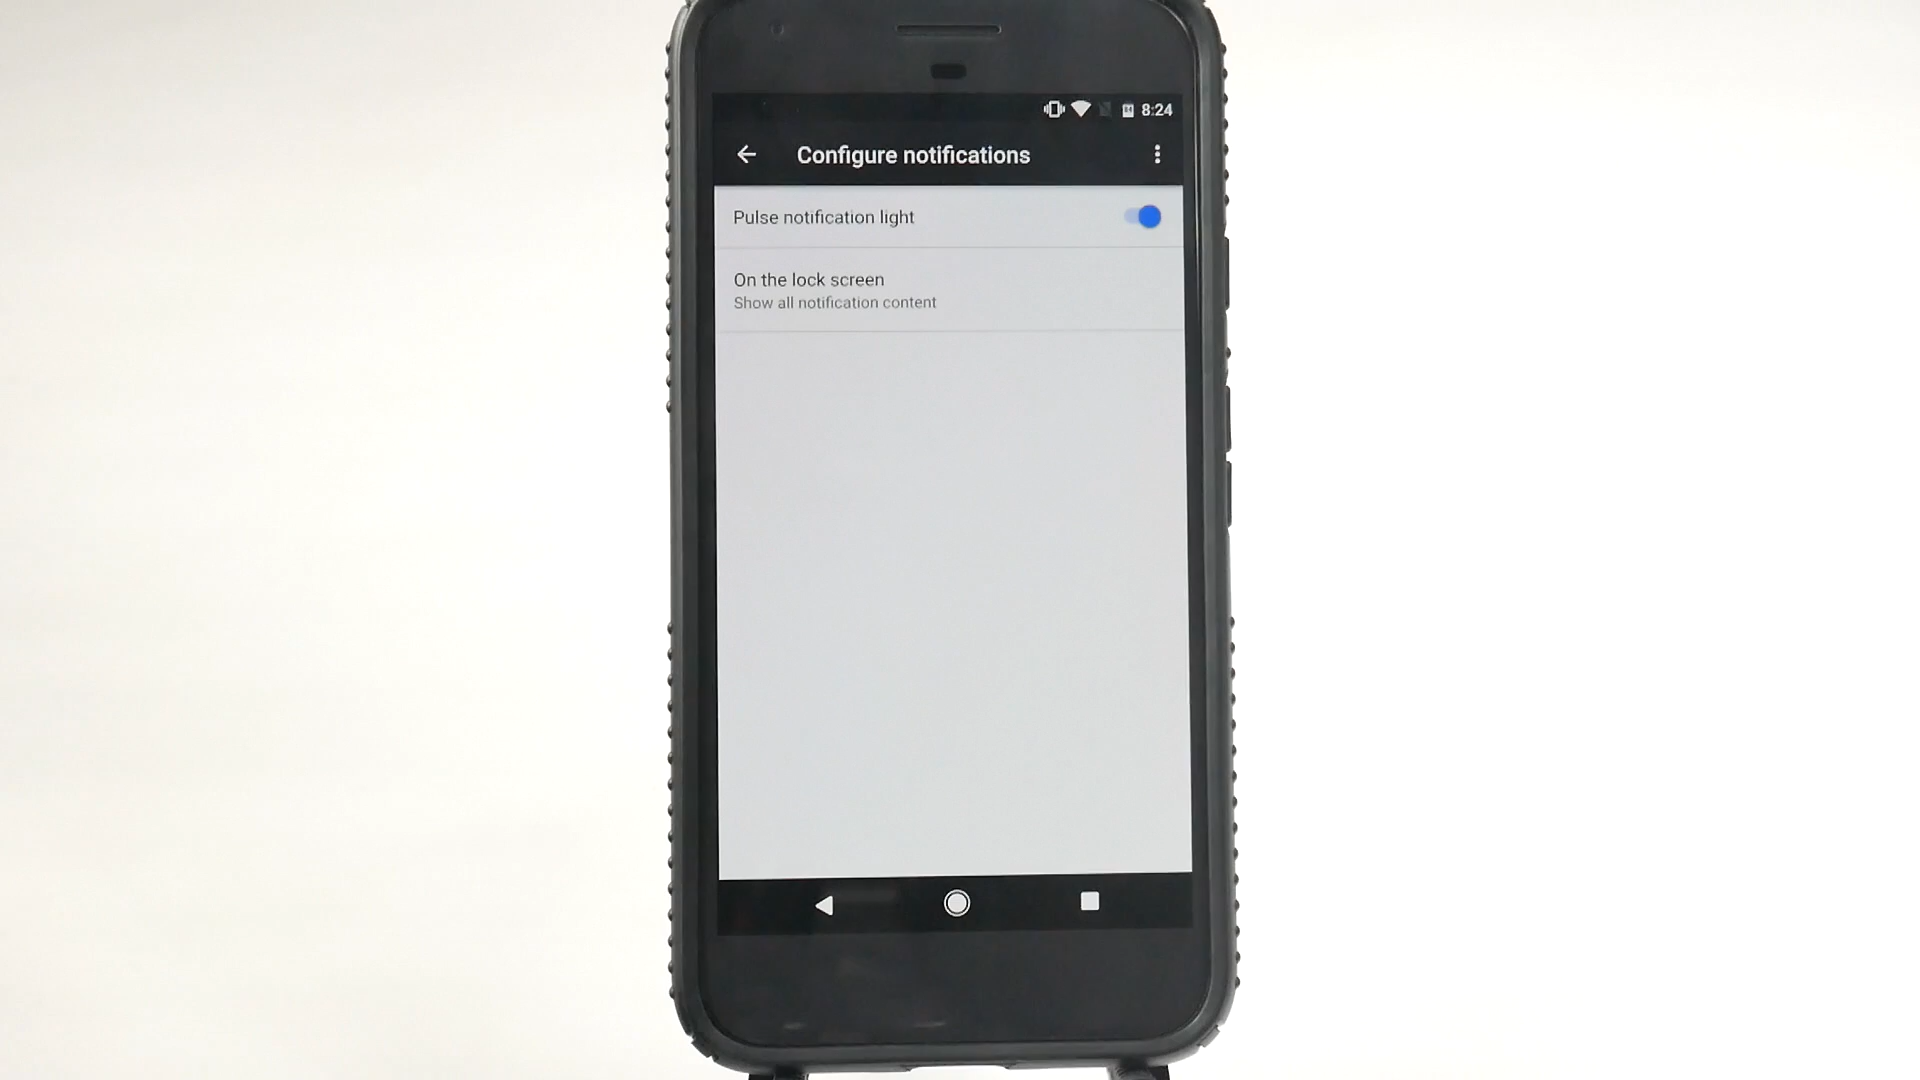 8:24
Configure notifications
Pulse notification light
On the lock screen
Show all notification content